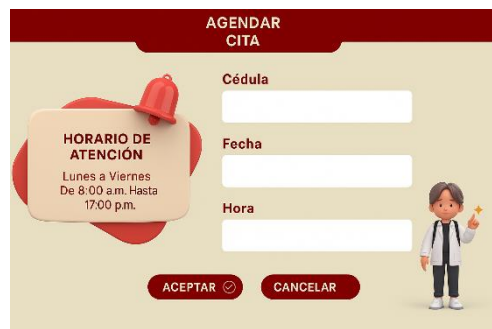 AGENDAR
CITA
Cédula
Fecha
Hora
HORARIO DE
ATENCIÓN
Lunes a Viernes
De 8:00 a.m. Hasta
17:00 p.m.
ACEPTAR
CANCELAR